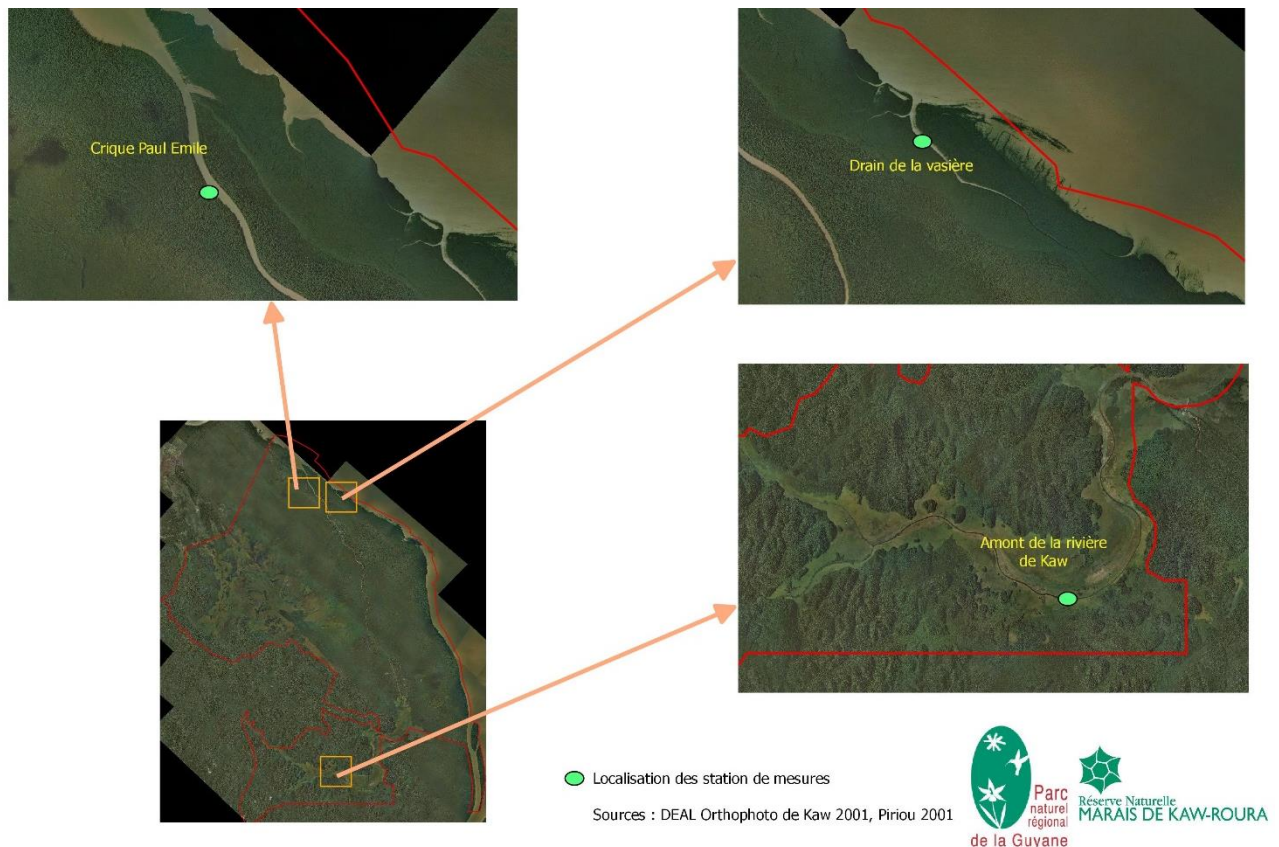 Crique Paul Emile
Drain de la vasière
Amont de la rivière
de Kaw
Localisation des station de mesures
Sources : DEAL Orthophoto de Kaw 2001, Piriou 2001
Parc
naturel
régional
de la Guyane
Réserve Naturelle
MARAIS DE KAW-ROURA